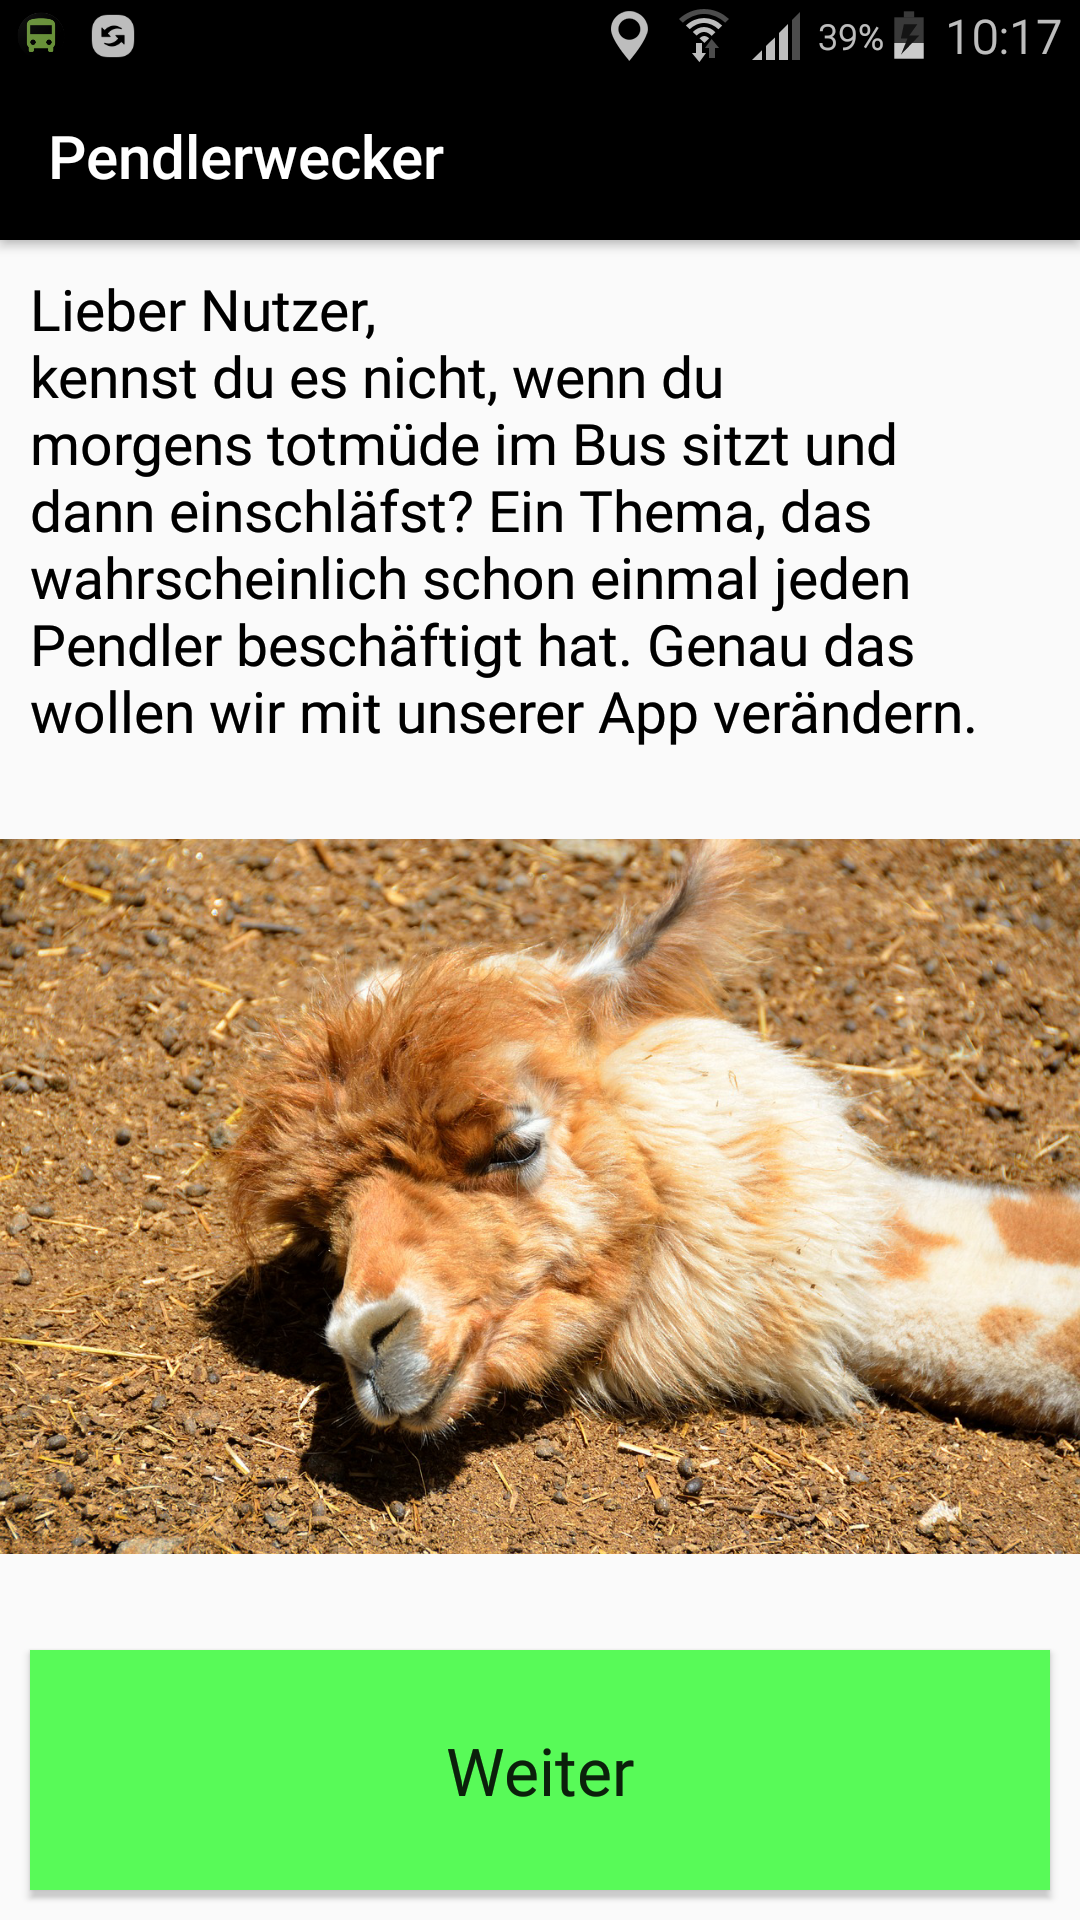 39% 10:17
Pendlerwecker
Lieber Nutzer,
kennst du es nicht, wenn du
morgens totmüde im Bus sitzt und
dann einschläfst? Ein Thema, das
wahrscheinlich schon einmal jeden
Pendler beschäftigt hat. Genau das
wollen wir mit unserer App verändern.
Weiter